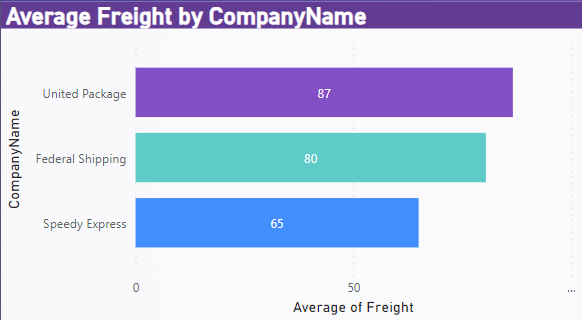 Average Freight by CompanyName
CompanyName
United Package
87
Federal Shipping
80
Speedy Express
65
0
50
...
Average of Freight